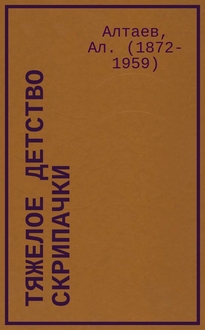 Алтаев,
Ал. (1872-
1959)
ТЯЖЕЛОЕ ДЕТСТВО
СКРИПАЧКИ